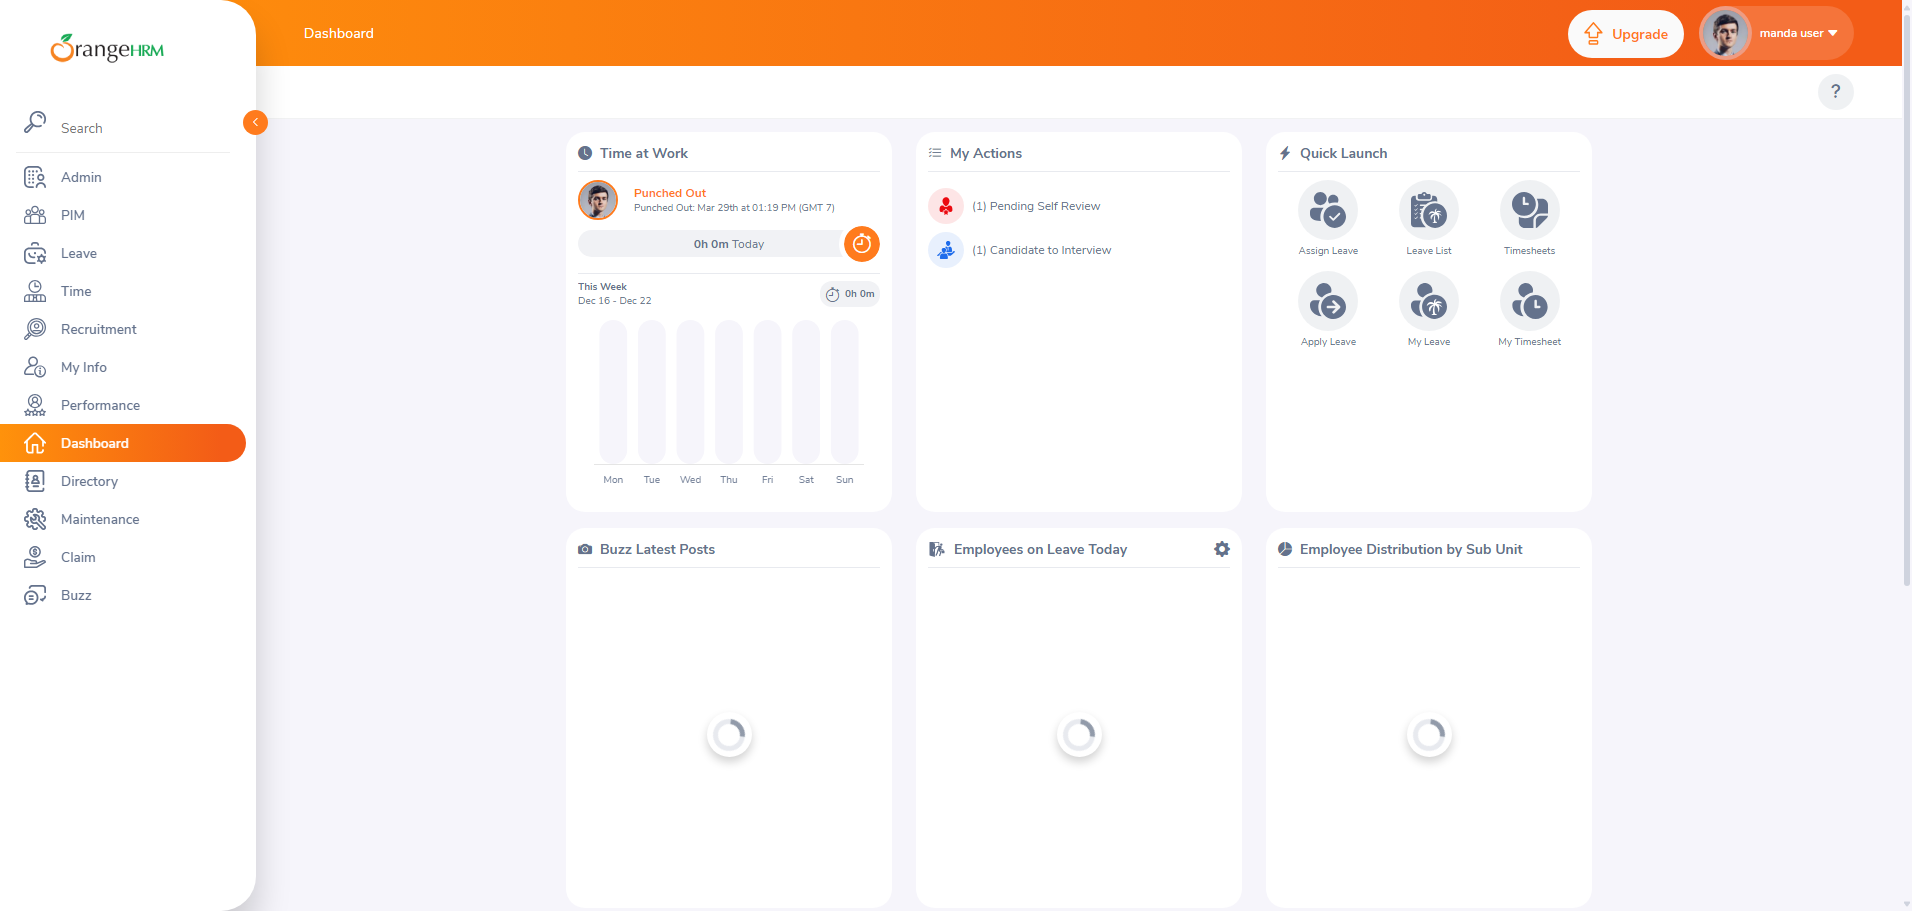 OrangeHRM
Dashboard
Upgrade
manda user
?
Search
Admin
PIM
Leave
Time
Recruitment
My Info
Performance
Dashboard
Directory
Maintenance
Claim
Buzz
Time at Work
Punched Out
Punched Out: Mar 29th at 01:19 PM (GMT 7)
0h 0m Today
This Week
Dec 16 - Dec 22
0h 0m
Mon Tue Wed Thu Fri Sat Sun
My Actions
(1) Pending Self Review
(1) Candidate to Interview
Quick Launch
Assign Leave Leave List Timesheets
Apply Leave My Leave My Timesheet
Buzz Latest Posts
Employees on Leave Today
Employee Distribution by Sub Unit